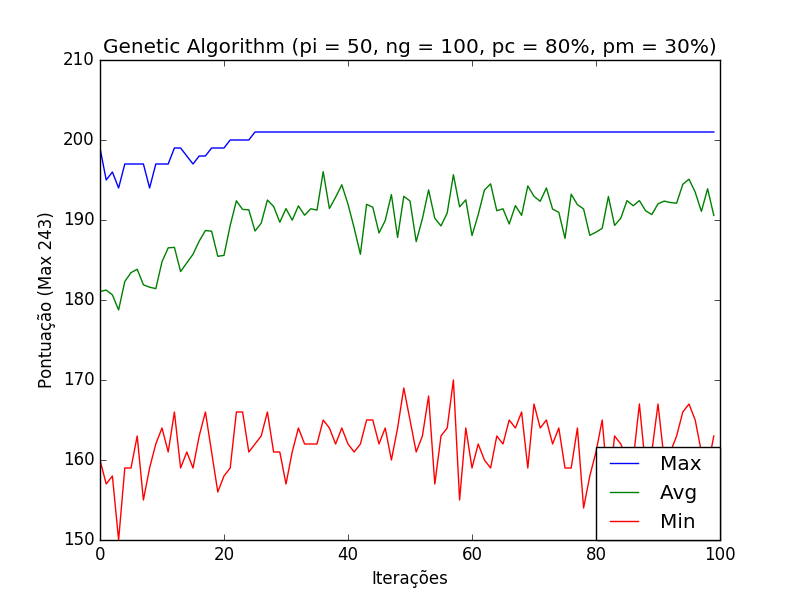 Genetic Algorithm (pi = 50, ng = 100, pc = 80%, pm = 30%)
210
200
190
180
170
160
150
Pontuação (Max 243)
0
20
40
60
80
100
Iterações
Max
Avg
Min